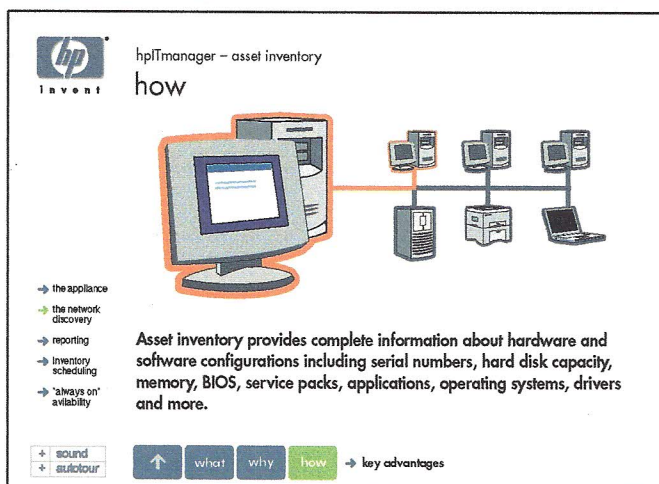 hp
invent
hpITmanager – asset inventory
how
the appliance
the network
discovery
reporting
inventory
scheduling
"always on"
avilability
Asset inventory provides complete information about hardware and
software configurations including serial numbers, hard disk capacity,
memory, BIOS, service packs, applications, operating systems, drivers
and more.
+ sound
+ autotour
what why how key advantages